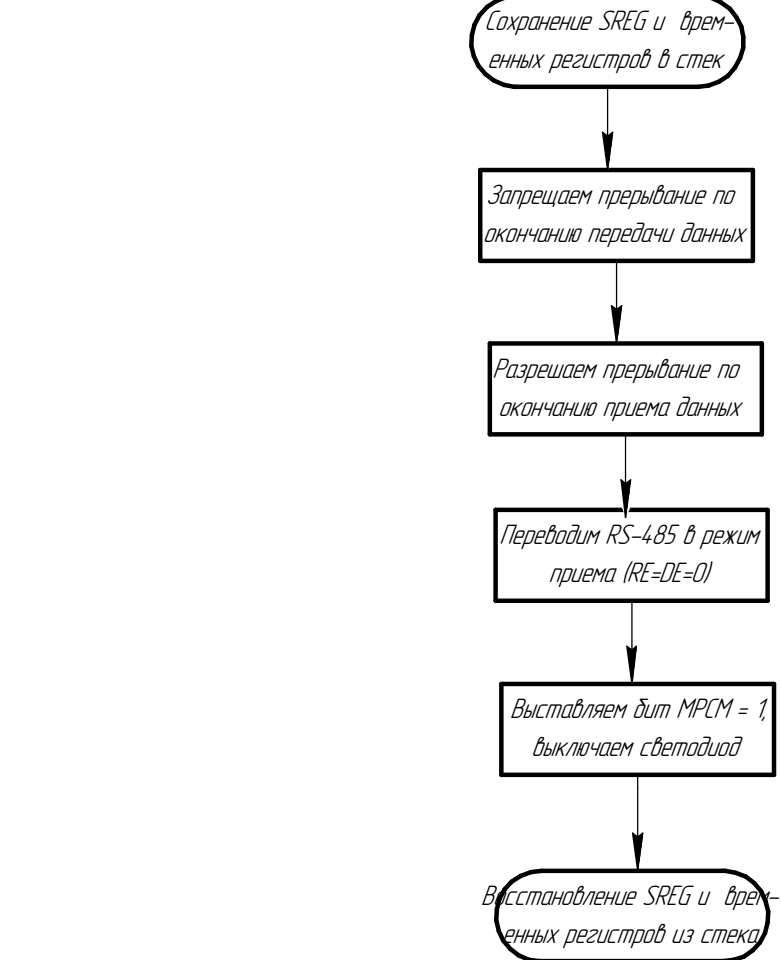 Сохранение SREG и врем-
енных регистров в стек
Запрещаем прерывание по
окончанию передачи данных
Разрешаем прерывание по
окончанию приема данных
Переводим RS-485 в режим
приема (RE=DE=0)
Выставляем бит MPCM = 1,
выключаем светодиод
Восстановление SREG и врем-
енных регистров из стека